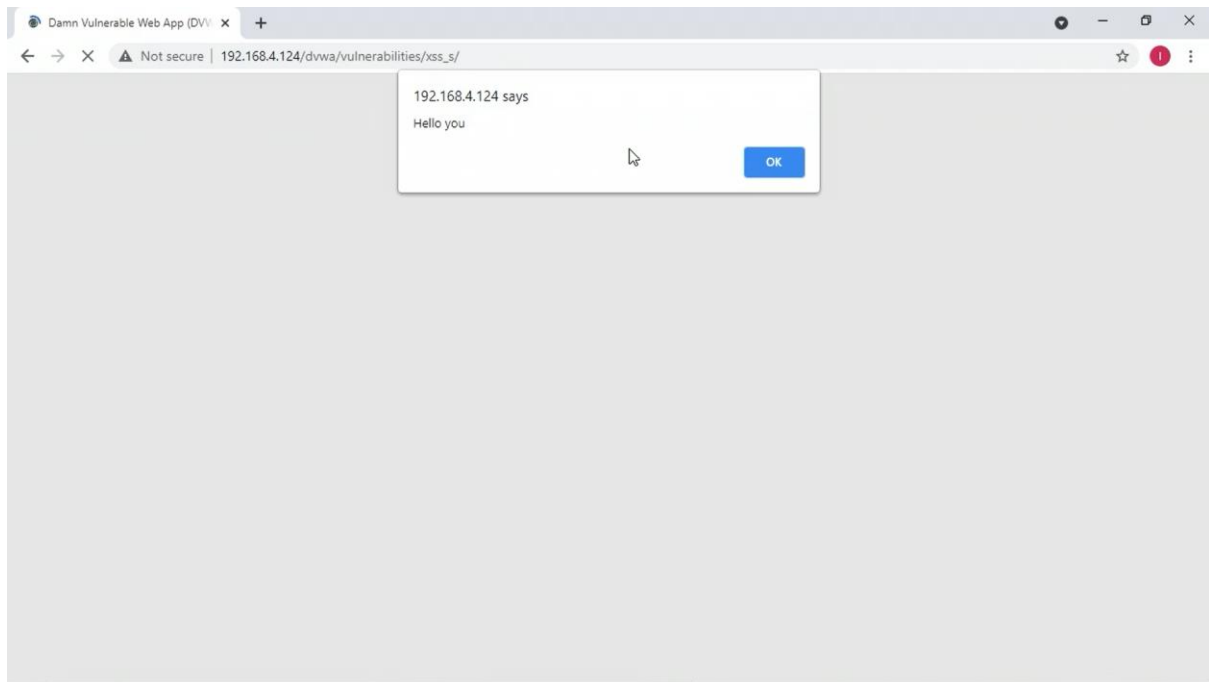 Damn Vulnerable Web App (DVW
Not secure | 192.168.4.124/dvwa/vulnerabilities/xss_s/
I
192.168.4.124 says
Hello you
OK